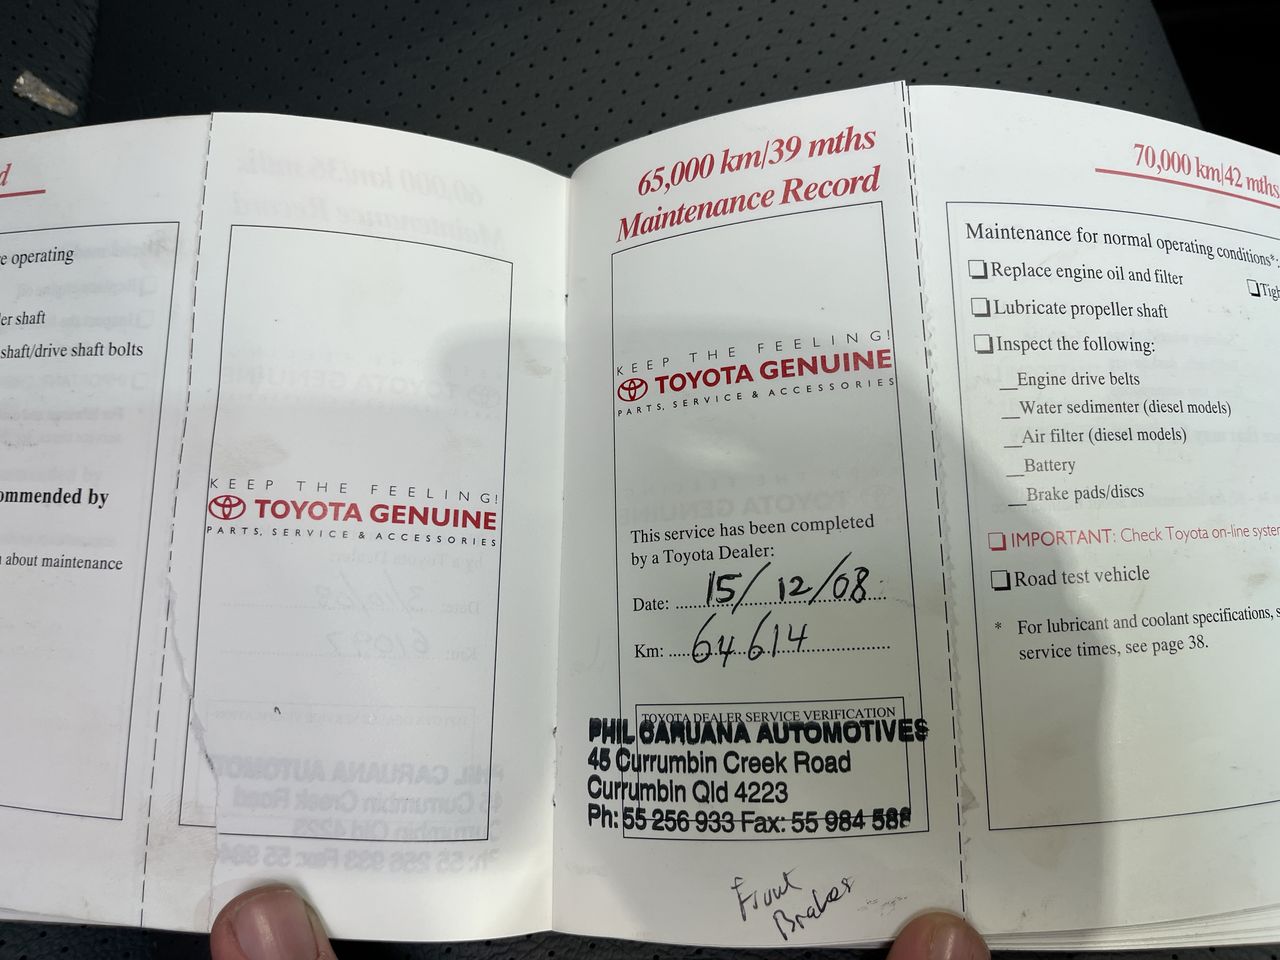 d
e operating
er shaft
shaft/drive shaft bolts
ommended by
about maintenance
KEEP THE FEELING!
TOYOTA GENUINE
PARTS, SERVICE & ACCESSORIES
65,000 km/39 mths
Maintenance Record
KEEP THE FEELING!
TOYOTA GENUINE
PARTS, SERVICE & ACCESSORIES
This service has been completed
by a Toyota Dealer:
Date: 15/12/08
Km: 64614
TOYOTA DEALER SERVICE VERIFICATION
PHIL CARUANA AUTOMOTIVES
45 Currumbin Creek Road
Currumbin Qld 4223
Ph: 55 256 933 Fax: 55 984 588
Front
Brakes
70,000 km/42 mths
Maintenance for normal operating conditions*:
Replace engine oil and filter
Tigh
Lubricate propeller shaft
Inspect the following:
Engine drive belts
Water sedimenter (diesel models)
Air filter (diesel models)
Battery
Brake pads/discs
IMPORTANT: Check Toyota on-line system
Road test vehicle
* For lubricant and coolant specifications, s
service times, see page 38.